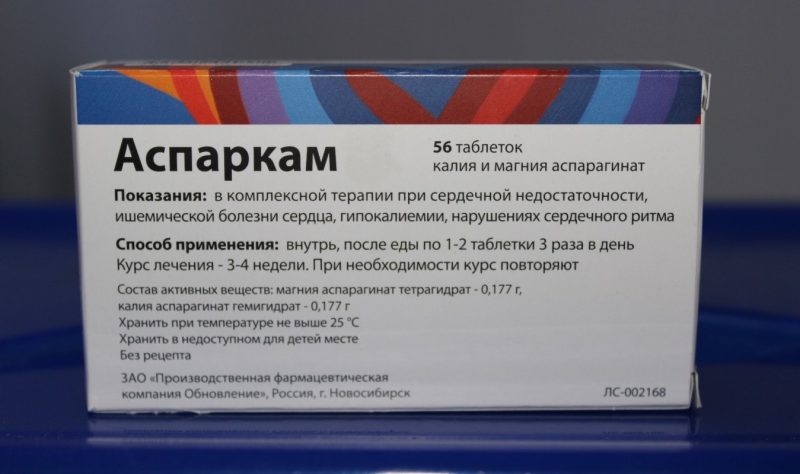 Аспаркам
56 таблеток
калия и магния аспарагинат
Показания: в комплексной терапии при сердечной недостаточности,
ишемической болезни сердца, гипокалиемии, нарушениях сердечного ритма
Способ применения: внутрь, после еды по 1-2 таблетки 3 раза в день
Курс лечения - 3-4 недели. При необходимости курс повторяют
Состав активных веществ: магния аспарагинат тетрагидрат - 0,177 г,
калия аспарагинат гемигидрат - 0,177 г
Хранить при температуре не выше 25 °С
Хранить в недоступном для детей месте
Без рецепта
ЗАО «Производственная фармацевтическая
компания Обновление», Россия, г. Новосибирск
ЛС-002168